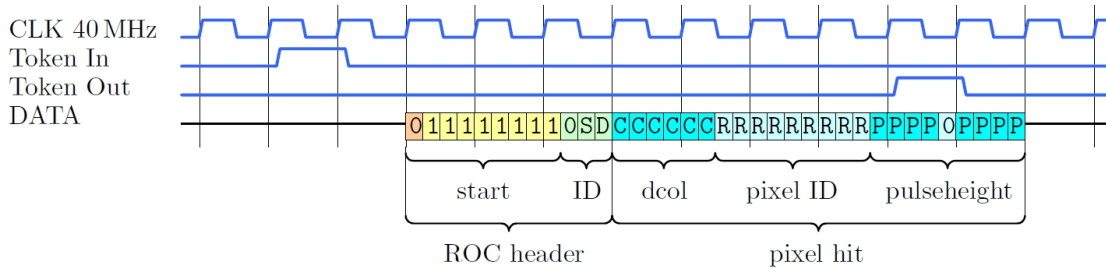 CLK 40 MHz
Token In
Token Out
DATA
0111111110SDCCCCCCRRRRRRRRRPPPP0PPPP
start ID dcol pixel ID pulseheight
ROC header pixel hit